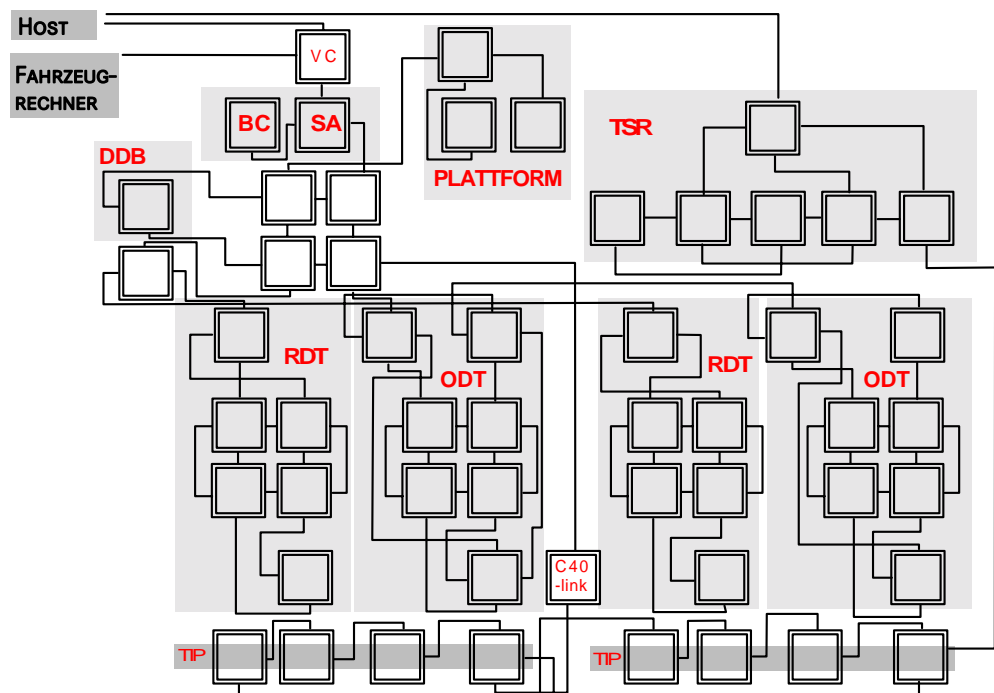 HOST
VC
FAHRZEUG-
RECHNER
BC
SA
TSR
DDB
PLATTFORM
RDT
ODT
RDT
ODT
C40
-link
TIP
TIP